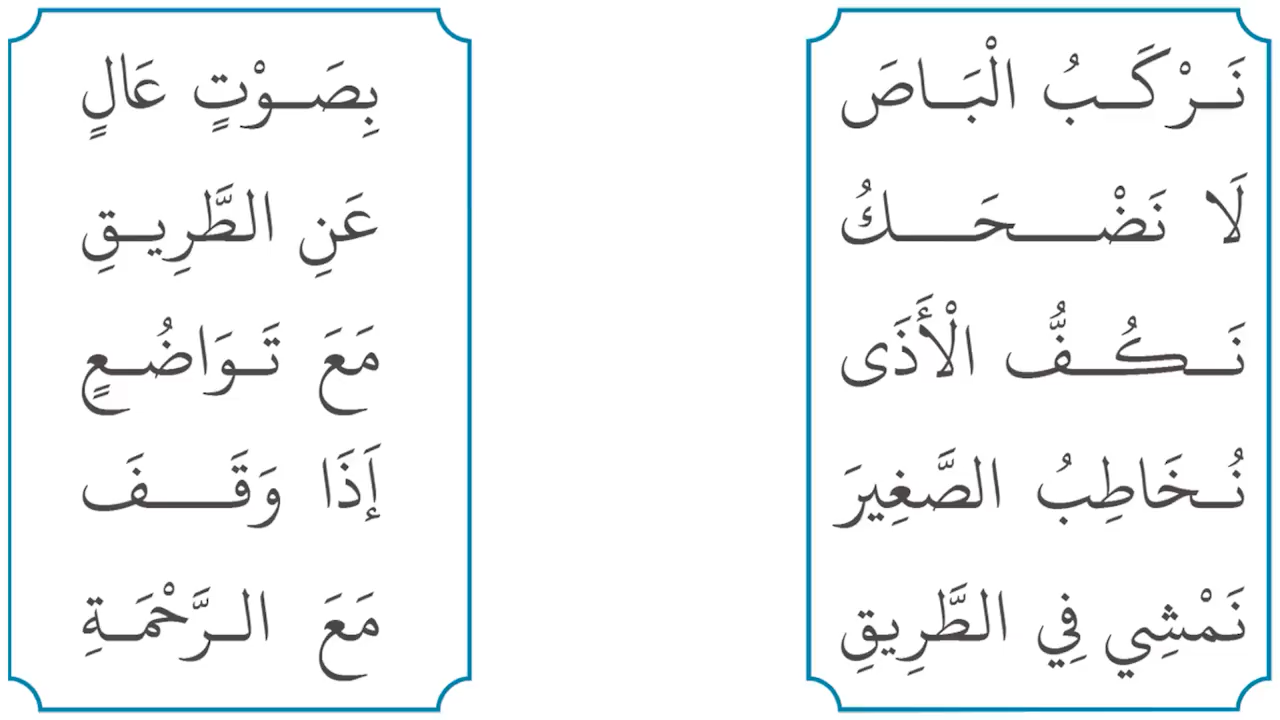 نَرْكَبُ الْبَاصَ
لَا نَضْحَكُ
نَكُفُّ الْأَذَى
نُخَاطِبُ الصَّغِيرَ
نَمْشِي فِي الطَّرِيقِ
بِصَوْتٍ عَالٍ
عَنِ الطَّرِيقِ
مَعَ تَوَاضُعٍ
إَذَا وَقَفَ
مَعَ الرَّحْمَةِ